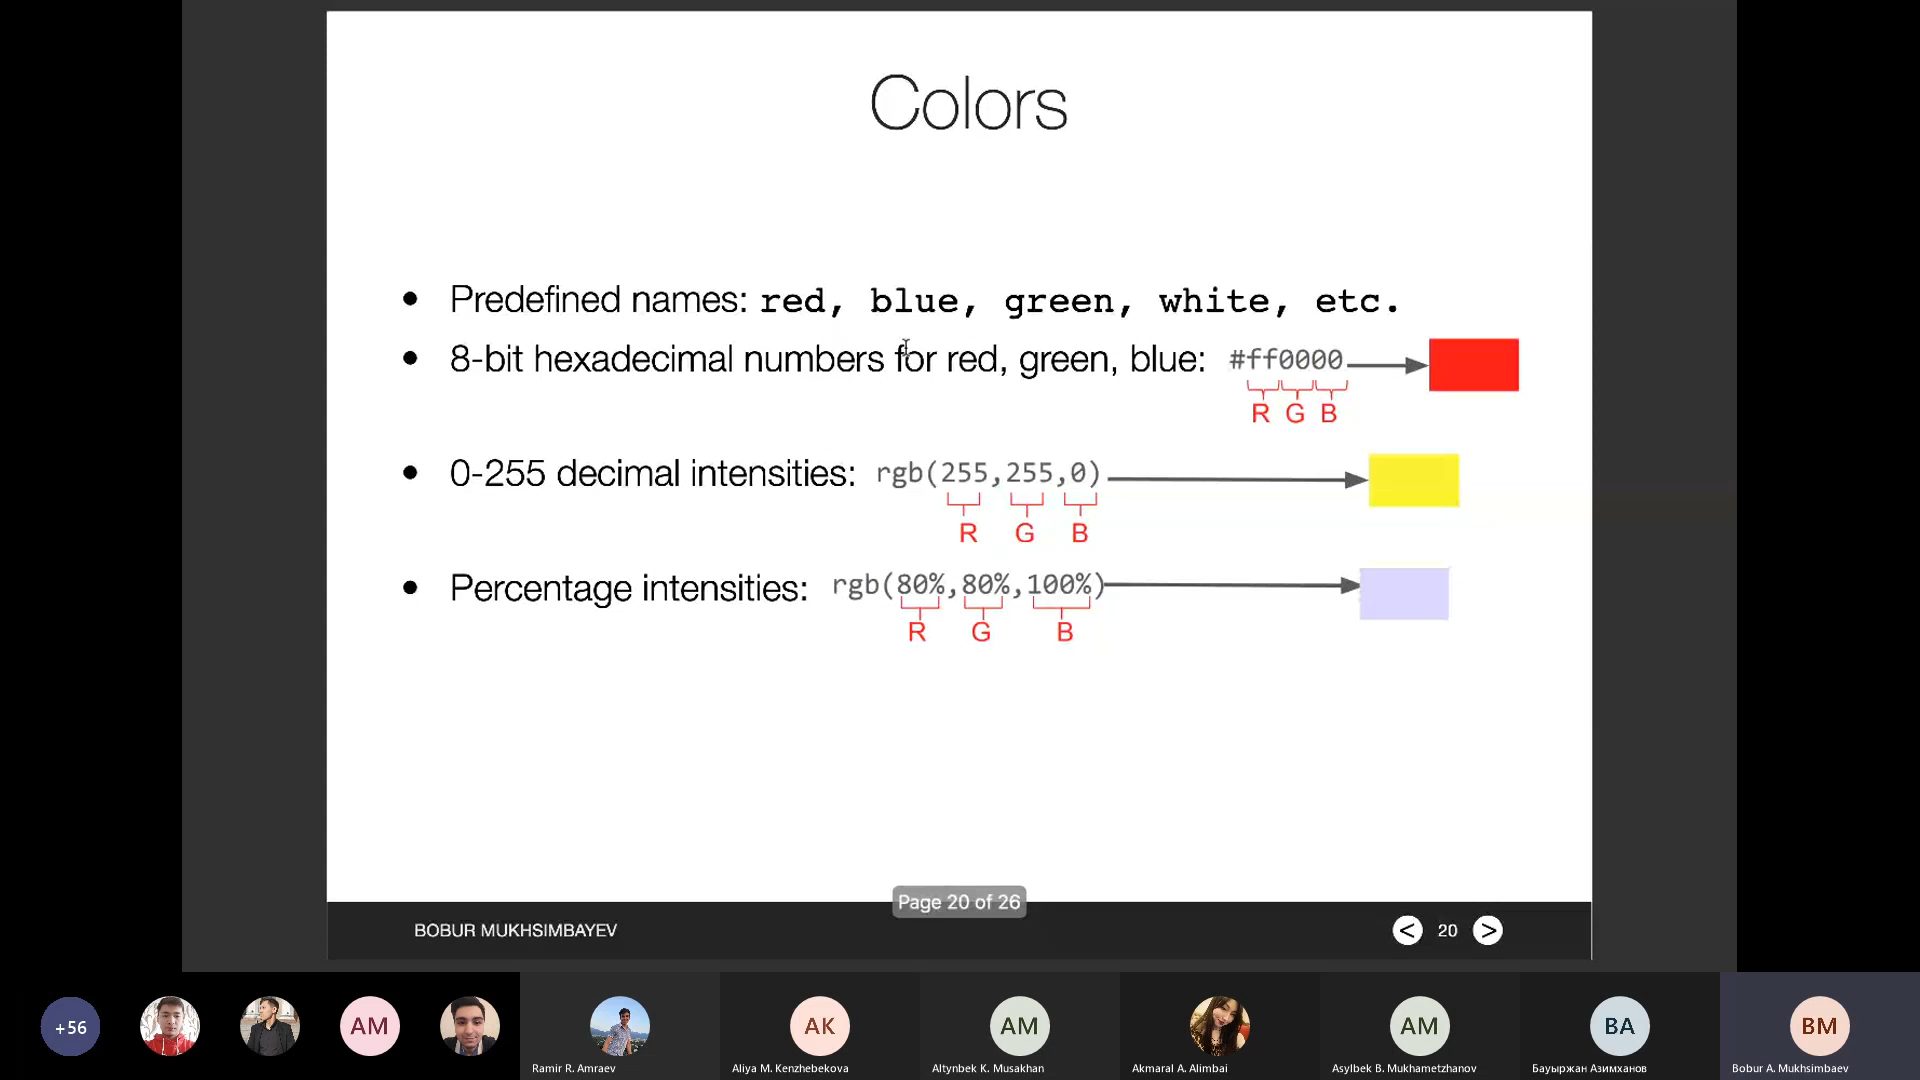 Colors
• Predefined names: red, blue, green, white, etc.
• 8-bit hexadecimal numbers for red, green, blue: #ff0000
R G B
• 0-255 decimal intensities: rgb(255,255,0)
R G B
• Percentage intensities: rgb(80%,80%,100%)
R G B
Page 20 of 26
BOBUR MUKHSIMBAYEV
< 20 >
+56
AM
AK
AM
AM
BA
BM
Ramir R. Amraev
Aliya M. Kenzhebekova
Altynbek K. Musakhan
Akmaral A. Alimbai
Asylbek B. Mukhametzhanov
Бауыржан Азимханов
Bobur A. Mukhsimbaev